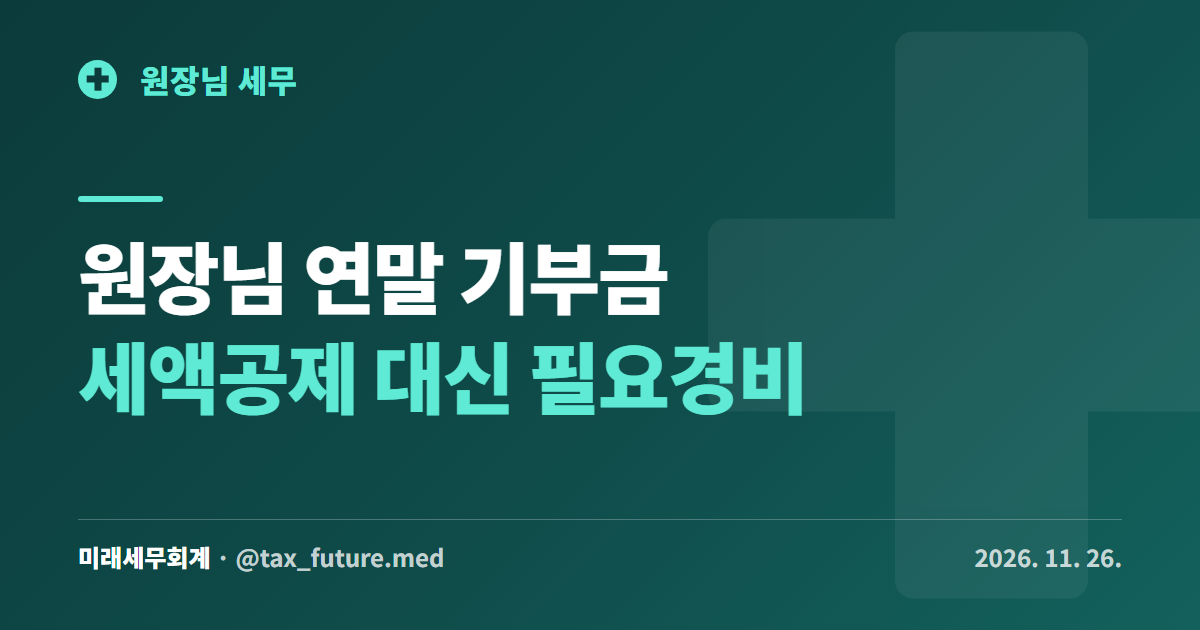 원장님 세무
원장님 연말 기부금
세액공제 대신 필요경비
미래세무회계 · @tax_future.med
2026. 11. 26.